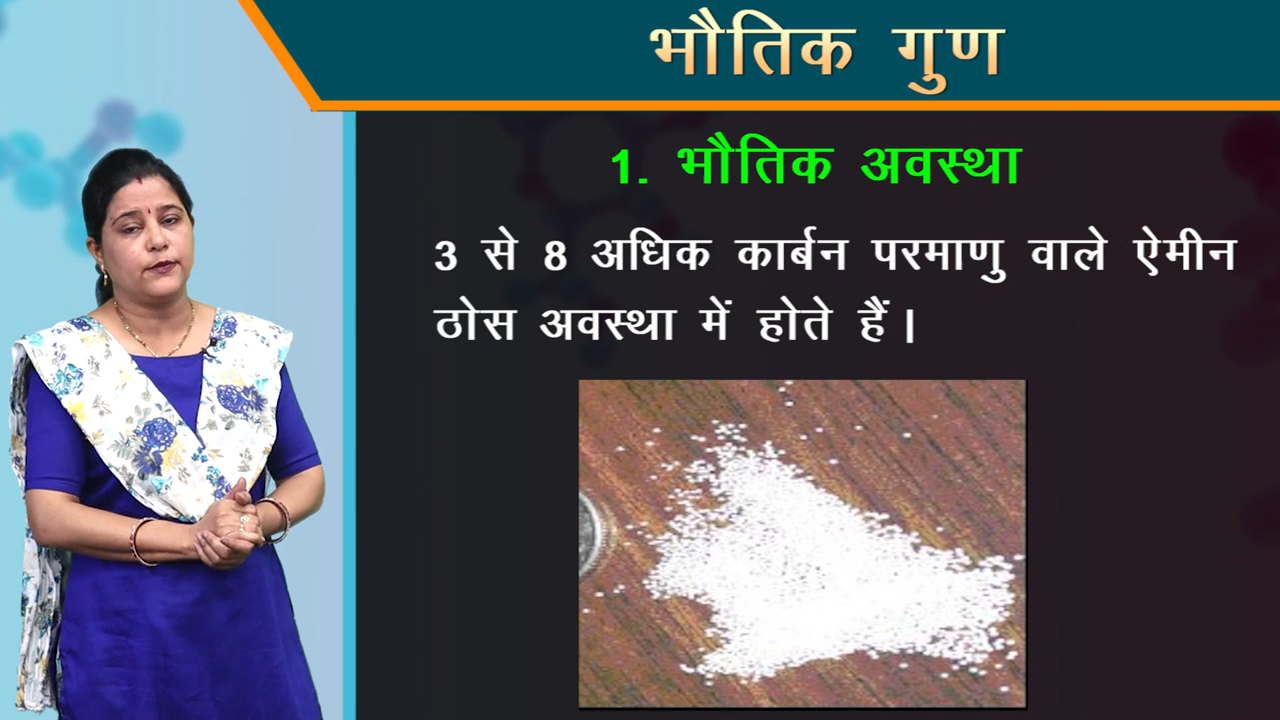 भौतिक गुण
1. भौतिक अवस्था
3 से 8 अधिक कार्बन परमाणु वाले ऐमीन
ठोस अवस्था में होते हैं।